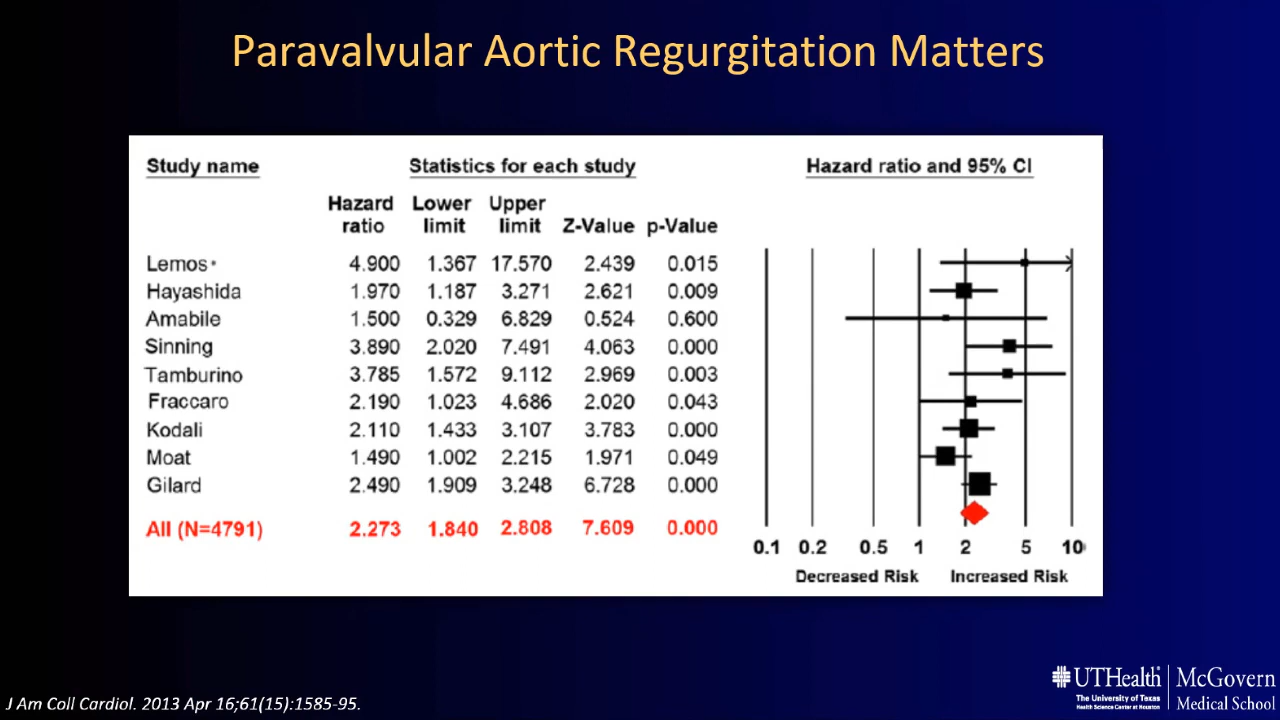 Paravalvular Aortic Regurgitation Matters
Study name Statistics for each study Hazard ratio and 95% CI
Hazard Lower Upper
ratio limit limit Z-Value p-Value
Lemos* 4.900 1.367 17.570 2.439 0.015
Hayashida 1.970 1.187 3.271 2.621 0.009
Amabile 1.500 0.329 6.829 0.524 0.600
Sinning 3.890 2.020 7.491 4.063 0.000
Tamburino 3.785 1.572 9.112 2.969 0.003
Fraccaro 2.190 1.023 4.686 2.020 0.043
Kodali 2.110 1.433 3.107 3.783 0.000
Moat 1.490 1.002 2.215 1.971 0.049
Gilard 2.490 1.909 3.248 6.728 0.000
All (N=4791) 2.273 1.840 2.808 7.609 0.000
0.1 0.2 0.5 1 2 5 10
Decreased Risk Increased Risk
J Am Coll Cardiol. 2013 Apr 16;61(15):1585-95.
UTHealth
The University of Texas
Health Science Center at Houston
McGovern
Medical School